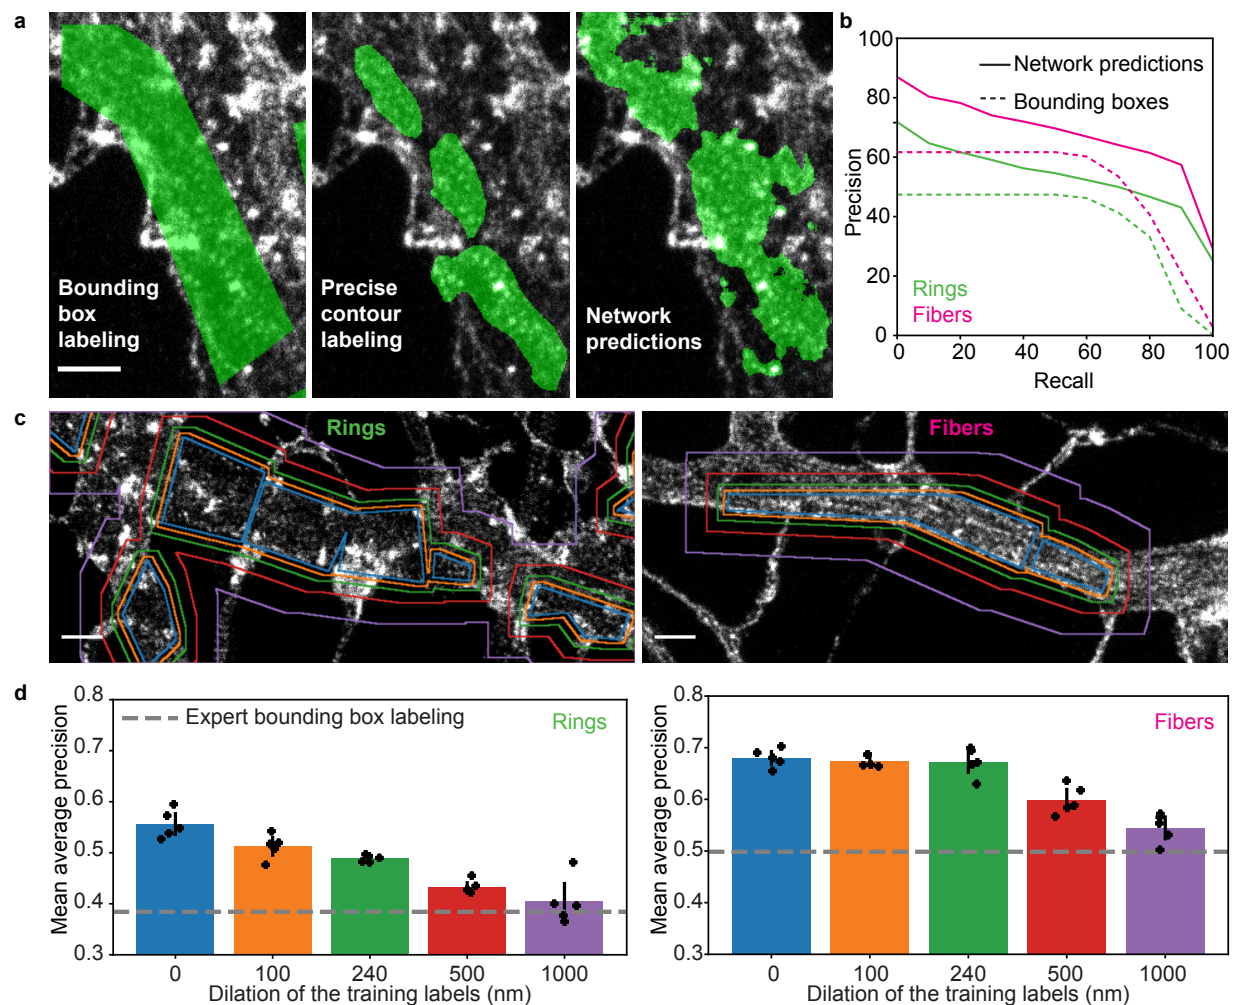 a
Bounding
box
labeling
Precise
contour
labeling
Network
predictions
b
100
80
60
40
20
0
Precision
Network predictions
Bounding boxes
Rings
Fibers
0
20
40
60
80
100
Recall
c
Rings
Fibers
d
0.8
0.7
0.6
0.5
0.4
0.3
Mean average precision
Expert bounding box labeling
Rings
0
100
240
500
1000
Dilation of the training labels (nm)
0.8
0.7
0.6
0.5
0.4
0.3
Mean average precision
Fibers
0
100
240
500
1000
Dilation of the training labels (nm)